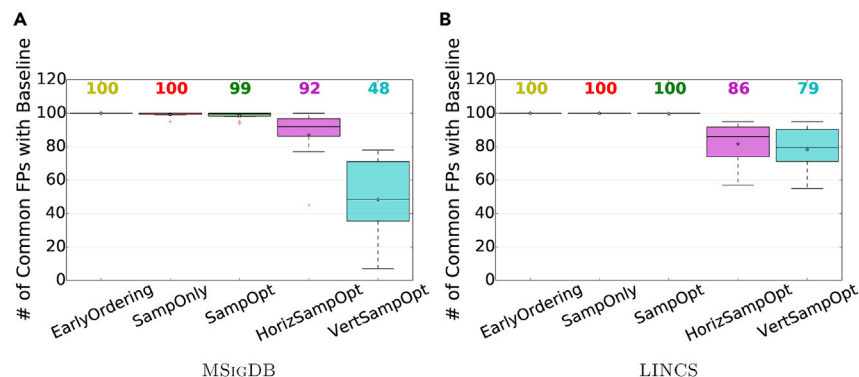 A
B
# of Common FPs with Baseline
120
100
80
60
40
20
0
100 100 99 92 48
EarlyOrdering
SampOnly
SampOpt
HorizSampOpt
VertSampOpt
MSigDB
# of Common FPs with Baseline
120
100
80
60
40
20
0
100 100 100 86 79
EarlyOrdering
SampOnly
SampOpt
HorizSampOpt
VertSampOpt
LINCS